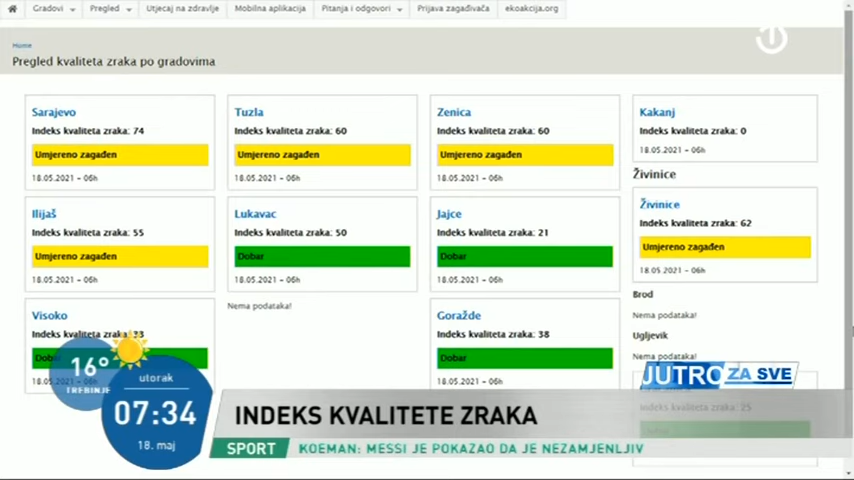 Gradovi Pregled Utjecaj na zdravlje Mobilna aplikacija Pitanja i odgovori Prijava zagađivača ekoakcija.org
Home
Pregled kvaliteta zraka po gradovima
Sarajevo
Indeks kvaliteta zraka: 74
Umjereno zagađen
18.05.2021 - 06h
Tuzla
Indeks kvaliteta zraka: 60
Umjereno zagađen
18.05.2021 - 06h
Zenica
Indeks kvaliteta zraka: 60
Umjereno zagađen
18.05.2021 - 06h
Kakanj
Indeks kvaliteta zraka: 0
18.05.2021 - 06h
Živinice
Živinice
Indeks kvaliteta zraka: 62
Umjereno zagađen
18.05.2021 - 06h
Ilijaš
Indeks kvaliteta zraka: 55
Umjereno zagađen
18.05.2021 - 06h
Lukavac
Indeks kvaliteta zraka: 50
Dobar
18.05.2021 - 06h
Nema podataka!
Jajce
Indeks kvaliteta zraka: 21
Dobar
18.05.2021 - 06h
Brod
Nema podataka!
Ugljevik
Nema podataka!
Visoko
Indeks kvaliteta zraka: 33
Goražde
Indeks kvaliteta zraka: 38
Dobar
18.05.2021 - 06h
Indeks kvaliteta zraka: 25
16°
TREBINJE
utorak
07:34
18. maj
JUTRO ZA SVE
INDEKS KVALITETE ZRAKA
SPORT KOEMAN: MESSI JE POKAZAO DA JE NEZAMJENLJIV